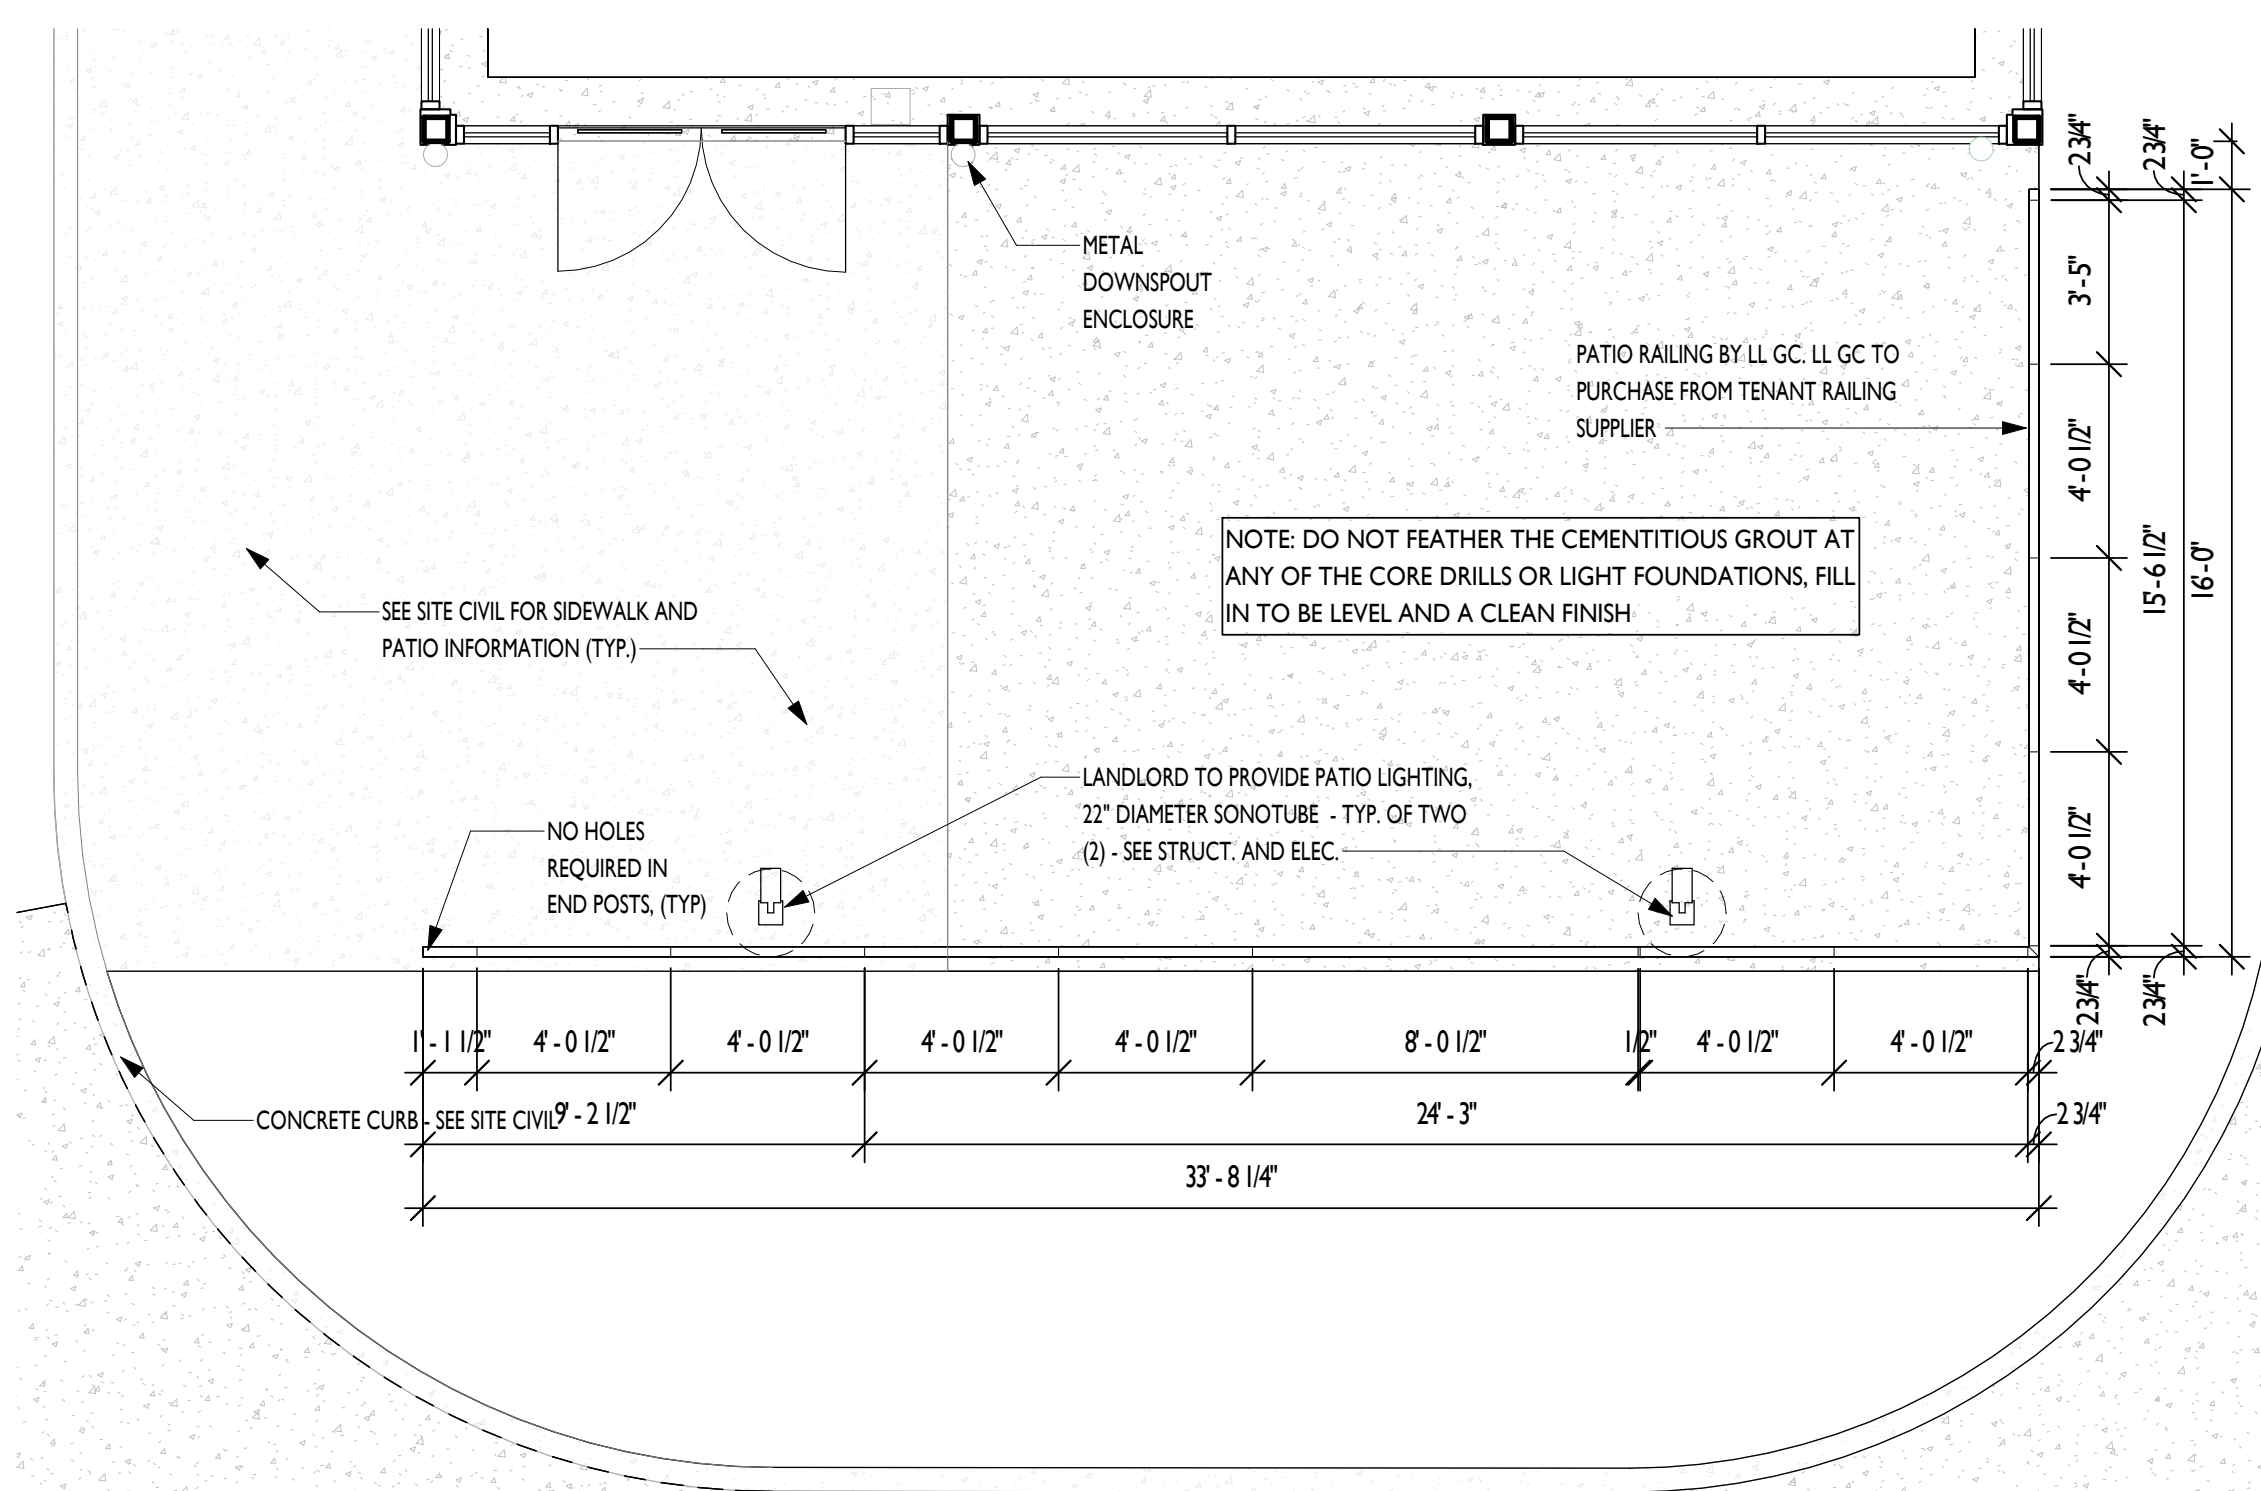 2 3/4"
2 3/4"
1'-0"
METAL
DOWNSPOUT
ENCLOSURE
3'-5"
PATIO RAILING BY LL GC. LL GC TO
PURCHASE FROM TENANT RAILING
SUPPLIER
4'-0 1/2"
NOTE: DO NOT FEATHER THE CEMENTITIOUS GROUT AT
ANY OF THE CORE DRILLS OR LIGHT FOUNDATIONS, FILL
IN TO BE LEVEL AND A CLEAN FINISH
15'-6 1/2"
16'-0"
SEE SITE CIVIL FOR SIDEWALK AND
PATIO INFORMATION (TYP.)
4'-0 1/2"
LANDLORD TO PROVIDE PATIO LIGHTING,
22" DIAMETER SONOTUBE - TYP. OF TWO
(2) - SEE STRUCT. AND ELEC.
4'-0 1/2"
NO HOLES
REQUIRED IN
END POSTS, (TYP)
2 3/4"
2 3/4"
1' - 1 1/2"
4' - 0 1/2"
4' - 0 1/2"
4' - 0 1/2"
4' - 0 1/2"
8' - 0 1/2"
1/2"
4' - 0 1/2"
4' - 0 1/2"
2 3/4"
CONCRETE CURB - SEE SITE CIVIL
9' - 2 1/2"
24' - 3"
2 3/4"
33' - 8 1/4"